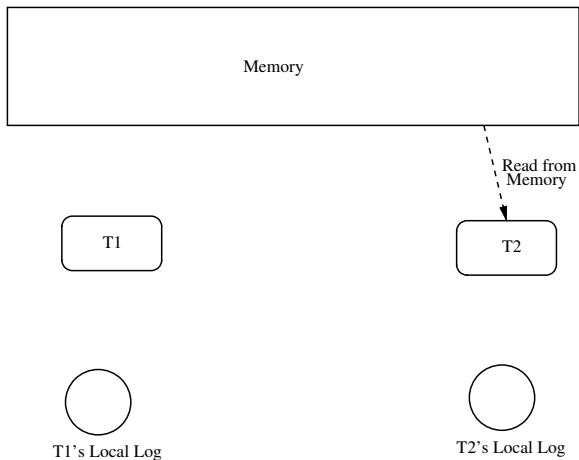 Memory
Read from
Memory
T1
T2
T1's Local Log
T2's Local Log